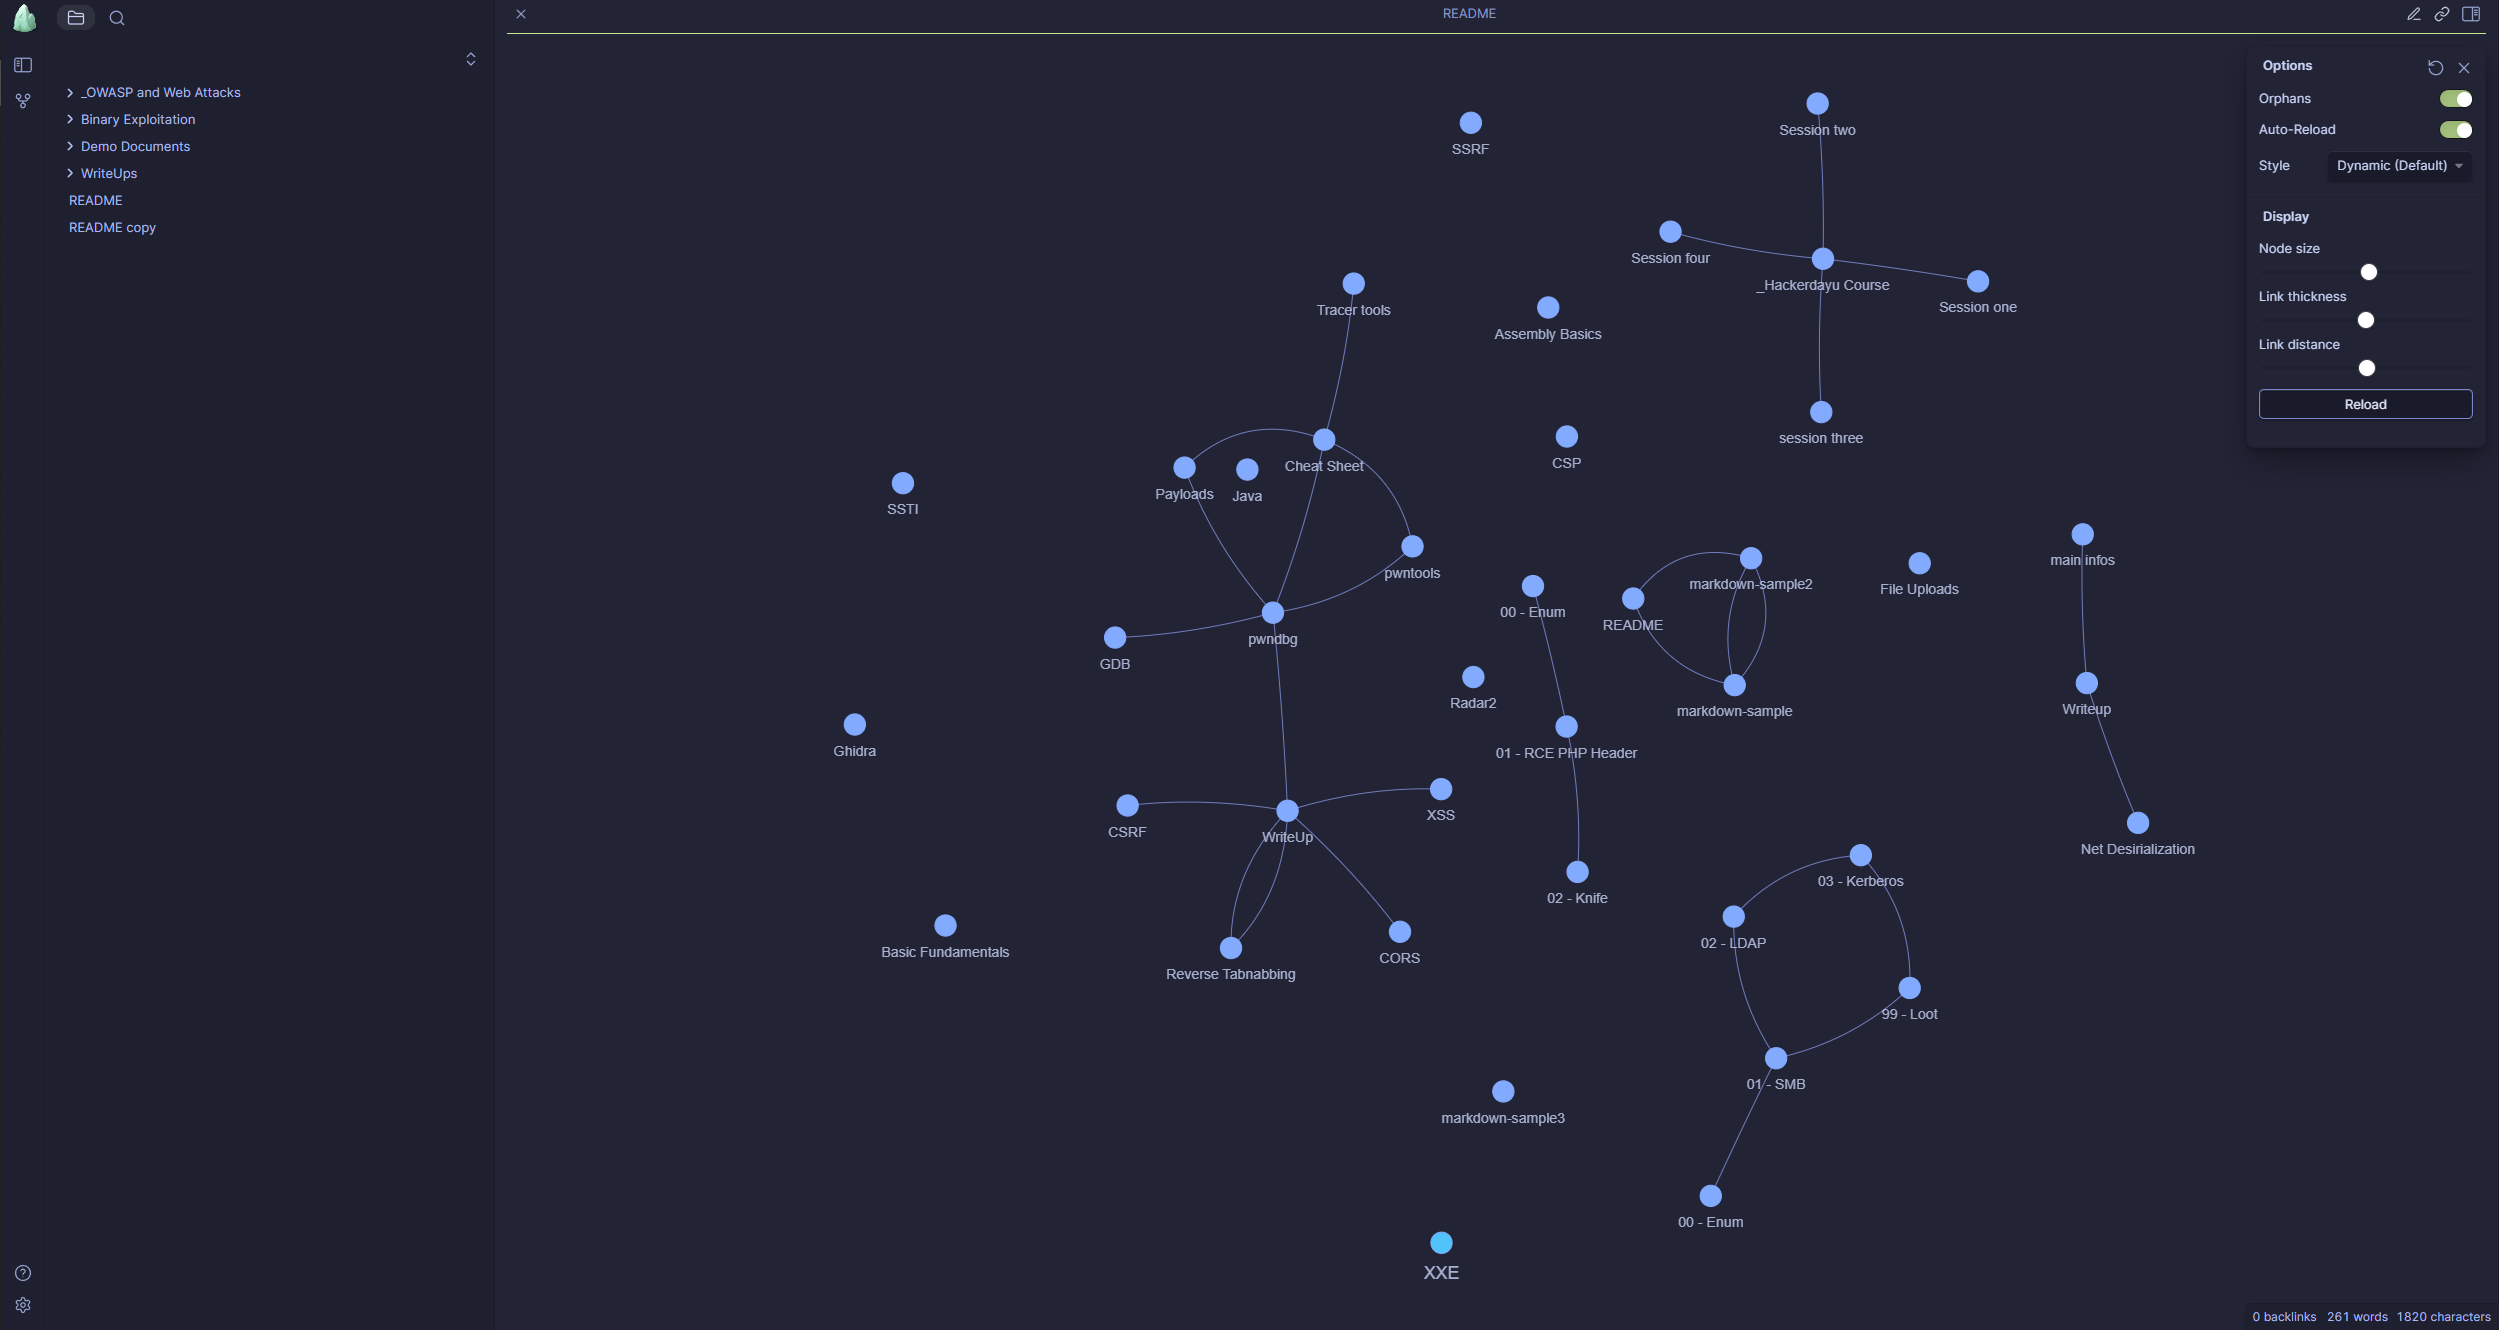 README
_OWASP and Web Attacks
Binary Exploitation
Demo Documents
WriteUps
README
README copy
Options
Orphans
Auto-Reload
Style
Dynamic (Default)
Display
Node size
Link thickness
Link distance
Reload
Session two
SSRF
Session four
_Hackerdayu Course
Session one
Tracer tools
Assembly Basics
session three
CSP
Cheat Sheet
Payloads
Java
SSTI
main infos
pwntools
markdown-sample2
File Uploads
00 - Enum
README
pwndbg
GDB
Radar2
Writeup
markdown-sample
Ghidra
01 - RCE PHP Header
XSS
CSRF
WriteUp
Net Desirialization
03 - Kerberos
02 - Knife
02 - LDAP
Basic Fundamentals
CORS
Reverse Tabnabbing
99 - Loot
01 - SMB
markdown-sample3
00 - Enum
XXE
0 backlinks 261 words 1820 characters